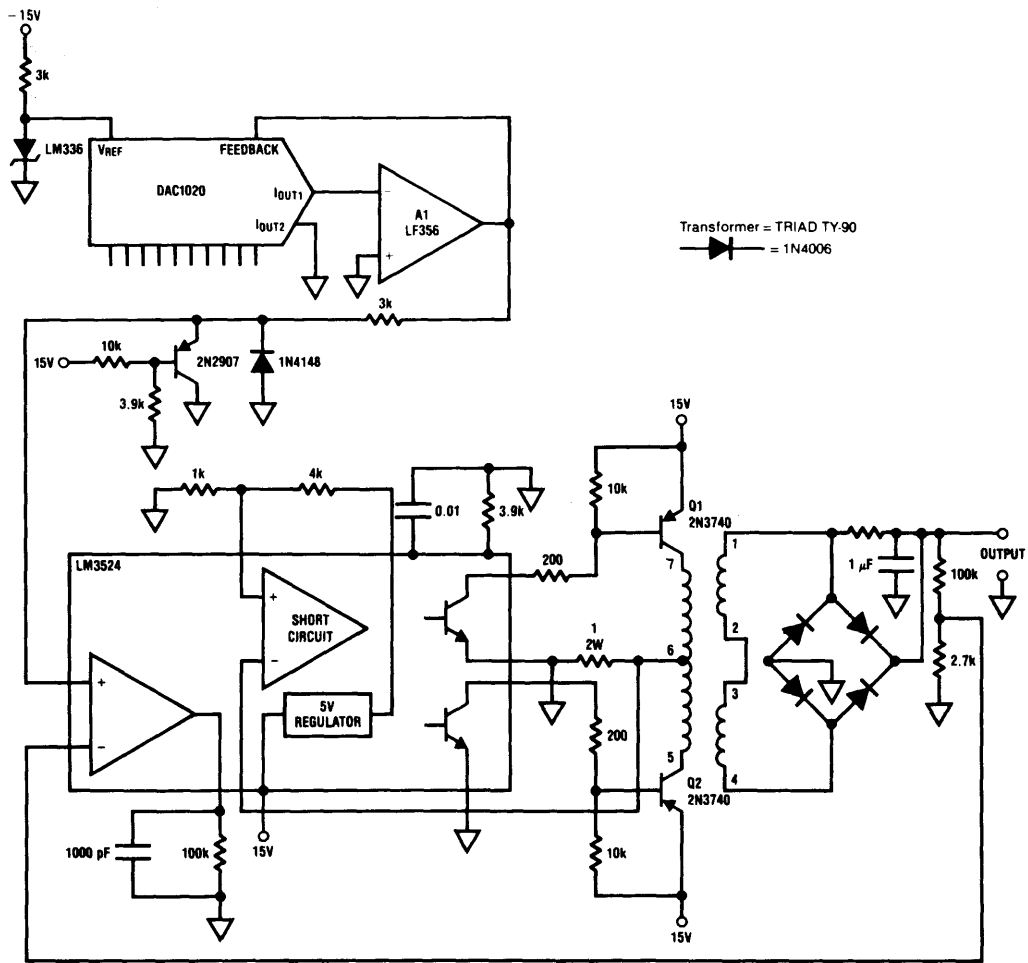 −15V
3k
LM336
VREF
FEEDBACK
DAC1020
IOUT1
IOUT2
−
A1
LF356
+
Transformer = TRIAD TY-90
= 1N4006
3k
15V
10k
2N2907
1N4148
3.9k
1k
4k
0.01
3.9k
15V
10k
Q1
2N3740
LM3524
+
SHORT
CIRCUIT
−
200
7
1
1 µF
100k
OUTPUT
1
2W
6
2
3
2.7k
5V
REGULATOR
+
−
200
5
4
Q2
2N3740
1000 pF
100k
15V
10k
15V